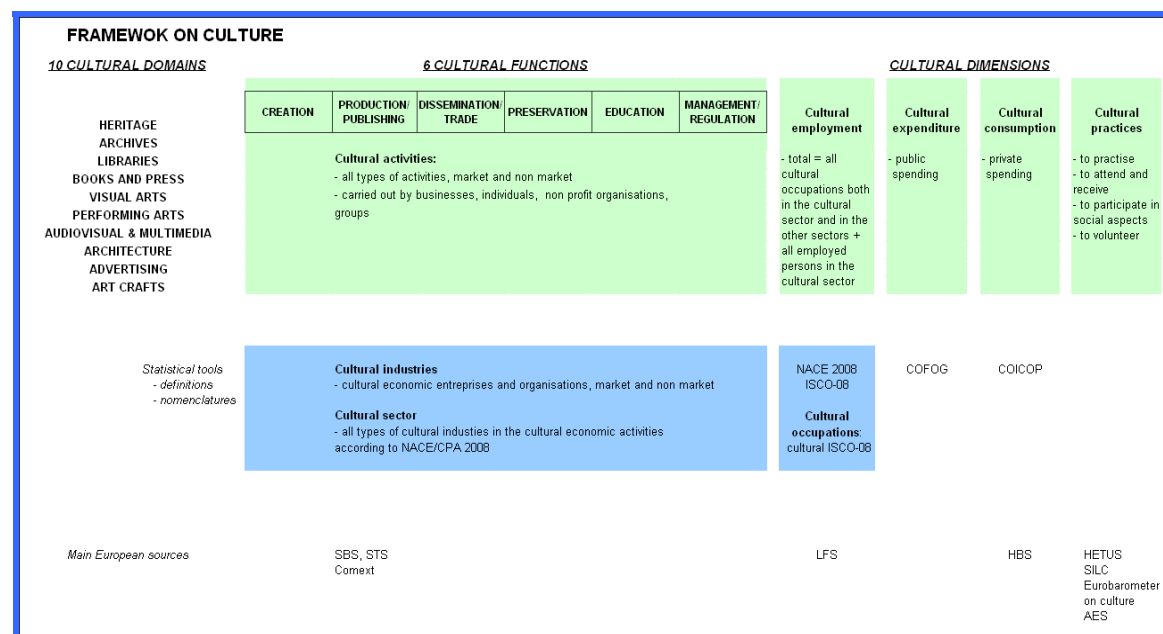 FRAMEWOK ON CULTURE
10 CULTURAL DOMAINS
6 CULTURAL FUNCTIONS
CULTURAL DIMENSIONS
HERITAGE
ARCHIVES
LIBRARIES
BOOKS AND PRESS
VISUAL ARTS
PERFORMING ARTS
AUDIOVISUAL & MULTIMEDIA
ARCHITECTURE
ADVERTISING
ART CRAFTS
CREATION
PRODUCTION/
PUBLISHING
DISSEMINATION/
TRADE
PRESERVATION
EDUCATION
MANAGEMENT/
REGULATION
Cultural activities:
- all types of activities, market and non market
- carried out by businesses, individuals, non profit organisations,
groups
Cultural
employment
- total = all
cultural
occupations both
in the cultural
sector and in the
other sectors +
all employed
persons in the
cultural sector
Cultural
expenditure
- public
spending
Cultural
consumption
- private
spending
Cultural
practices
- to practise
- to attend and
receive
- to participate in
social aspects
- to volunteer
Statistical tools
- definitions
- nomenclatures
Cultural industries
- cultural economic entreprises and organisations, market and non market
Cultural sector
- all types of cultural industies in the cultural economic activities
according to NACE/CPA 2008
NACE 2008
ISCO-08
Cultural
occupations:
cultural ISCO-08
COFOG
COICOP
Main European sources
SBS, STS
Comext
LFS
HBS
HETUS
SILC
Eurobarometer
on culture
AES